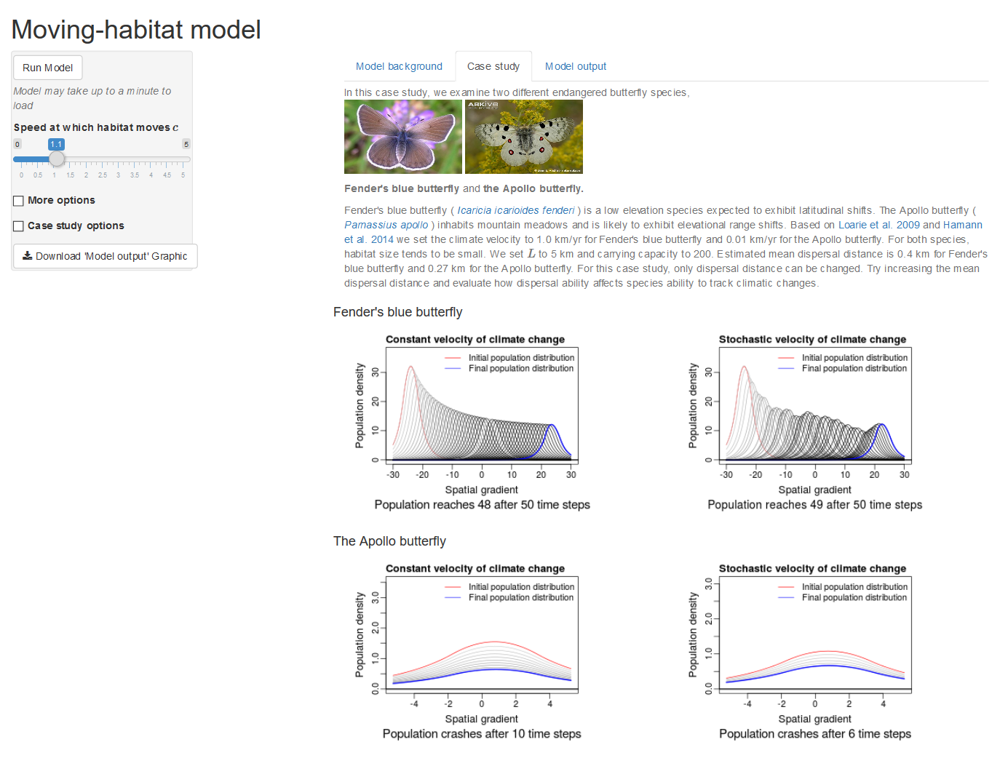 Moving-habitat model
Run Model
Model may take up to a minute to
load
Speed at which habitat moves c
0 1.1 5
0 0.5 1 1.5 2 2.5 3 3.5 4 4.5 5
More options
Case study options
Download 'Model output' Graphic
Model background Case study Model output
In this case study, we examine two different endangered butterfly species,
ARKIVE
Fender's blue butterfly and the Apollo butterfly.
Fender's blue butterfly ( Icaricia icarioides fenderi ) is a low elevation species expected to exhibit latitudinal shifts. The Apollo butterfly (
Parnassius apollo ) inhabits mountain meadows and is likely to exhibit elevational range shifts. Based on Loarie et al. 2009 and Hamann
et al. 2014 we set the climate velocity to 1.0 km/yr for Fender's blue butterfly and 0.01 km/yr for the Apollo butterfly. For both species,
habitat size tends to be small. We set L to 5 km and carrying capacity to 200. Estimated mean dispersal distance is 0.4 km for Fender's
blue butterfly and 0.27 km for the Apollo butterfly. For this case study, only dispersal distance can be changed. Try increasing the mean
dispersal distance and evaluate how dispersal ability affects species ability to track climatic changes.
Fender's blue butterfly
Constant velocity of climate change
Initial population distribution
Final population distribution
Population density
30
20
10
0
-30 -20 -10 0 10 20 30
Spatial gradient
Population reaches 48 after 50 time steps
Stochastic velocity of climate change
Initial population distribution
Final population distribution
Population density
30
20
10
0
-30 -20 -10 0 10 20 30
Spatial gradient
Population reaches 49 after 50 time steps
The Apollo butterfly
Constant velocity of climate change
Initial population distribution
Final population distribution
Population density
3.0
2.0
1.0
0.0
-4 -2 0 2 4
Spatial gradient
Population crashes after 10 time steps
Stochastic velocity of climate change
Initial population distribution
Final population distribution
Population density
3.0
2.0
1.0
0.0
-4 -2 0 2 4
Spatial gradient
Population crashes after 6 time steps